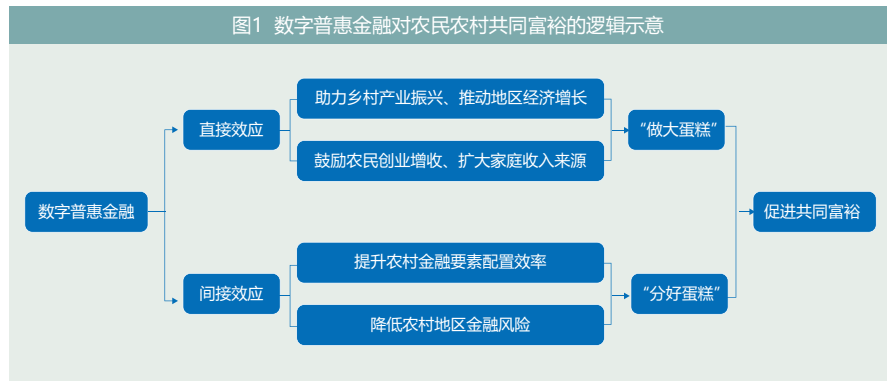 图1 数字普惠金融对农民农村共同富裕的逻辑示意
助力乡村产业振兴、推动地区经济增长
直接效应
“做大蛋糕”
鼓励农民创业增收、扩大家庭收入来源
数字普惠金融
促进共同富裕
提升农村金融要素配置效率
间接效应
“分好蛋糕”
降低农村地区金融风险